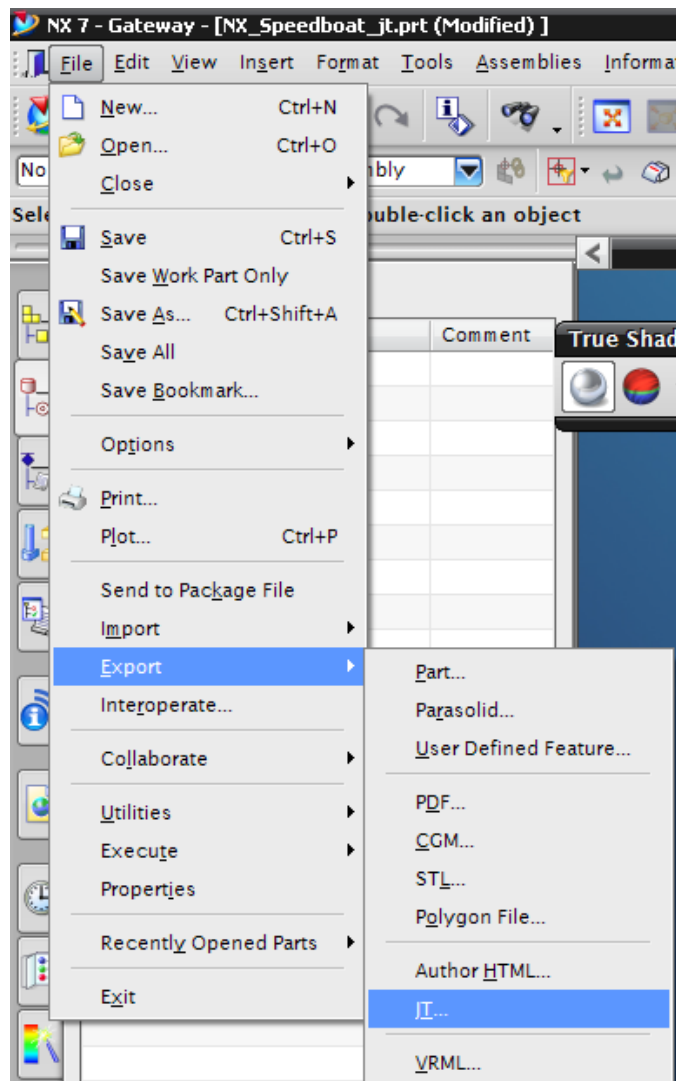 NX 7 - Gateway - [NX_Speedboat_jt.prt (Modified) ]
File Edit View Insert Format Tools Assemblies Informa
New... Ctrl+N
Open... Ctrl+O
No
bly
Close
Sele
ouble-click an object
Save Ctrl+S
Save Work Part Only
Save As... Ctrl+Shift+A
Comment
True Shad
Save All
Save Bookmark...
Options
Print...
Plot... Ctrl+P
Send to Package File
Import
Export
Interoperate...
Collaborate
Utilities
Execute
Properties
Recently Opened Parts
Exit
Part...
Parasolid...
User Defined Feature...
PDF...
CGM...
STL...
Polygon File...
Author HTML...
JT...
VRML...